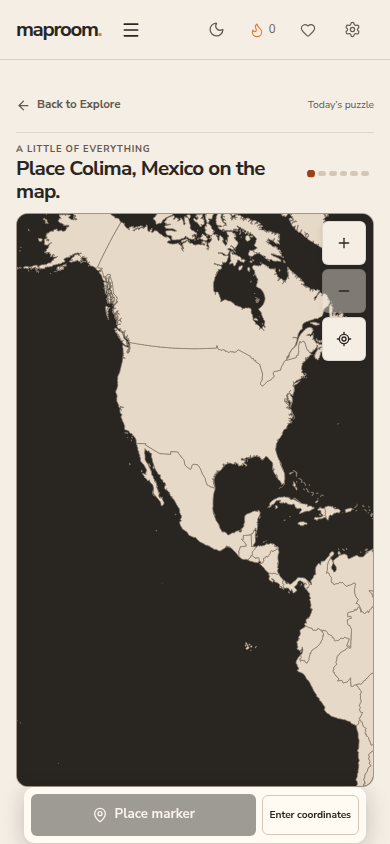 maproom.
0
Back to Explore
Today's puzzle
A LITTLE OF EVERYTHING
Place Colima, Mexico on the
map.
Place marker
Enter coordinates